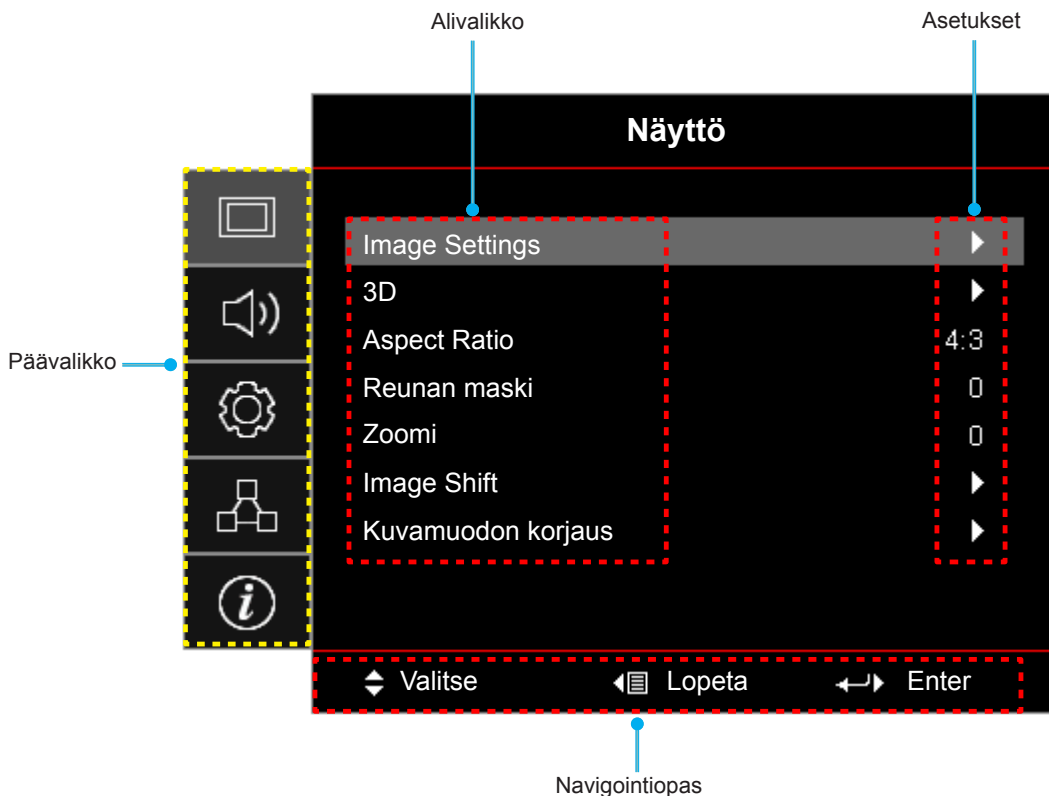 Alivalikko
Asetukset
Näyttö
Image Settings
3D
Aspect Ratio 4:3
Päävalikko
Reunan maski 0
Zoomi 0
Image Shift
Kuvamuodon korjaus
Valitse Lopeta Enter
Navigointiopas